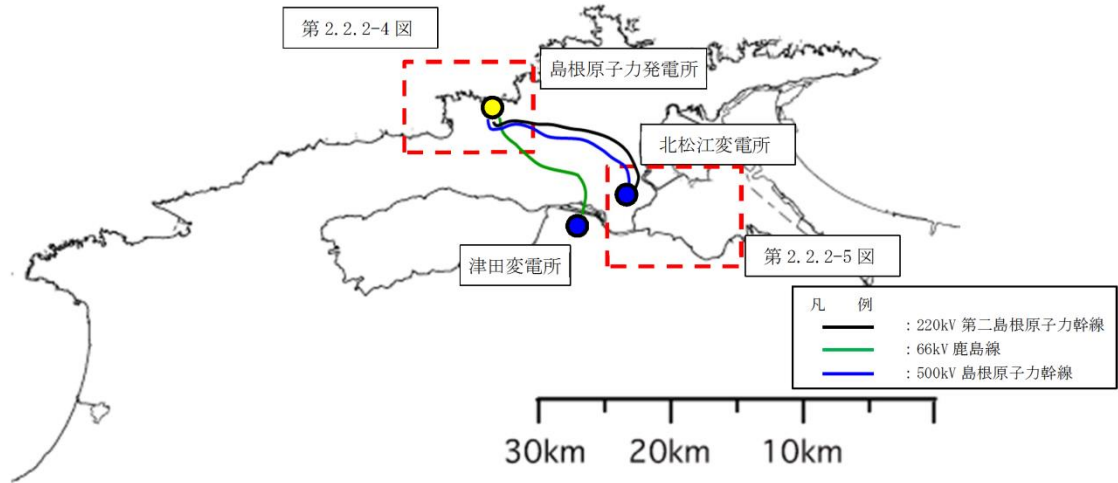 第 2.2.2-4 図
島根原子力発電所
北松江変電所
津田変電所
第 2.2.2-5 図
凡 例
：220kV 第二島根原子力幹線
：66kV 鹿島線
：500kV 島根原子力幹線
30km 20km 10km